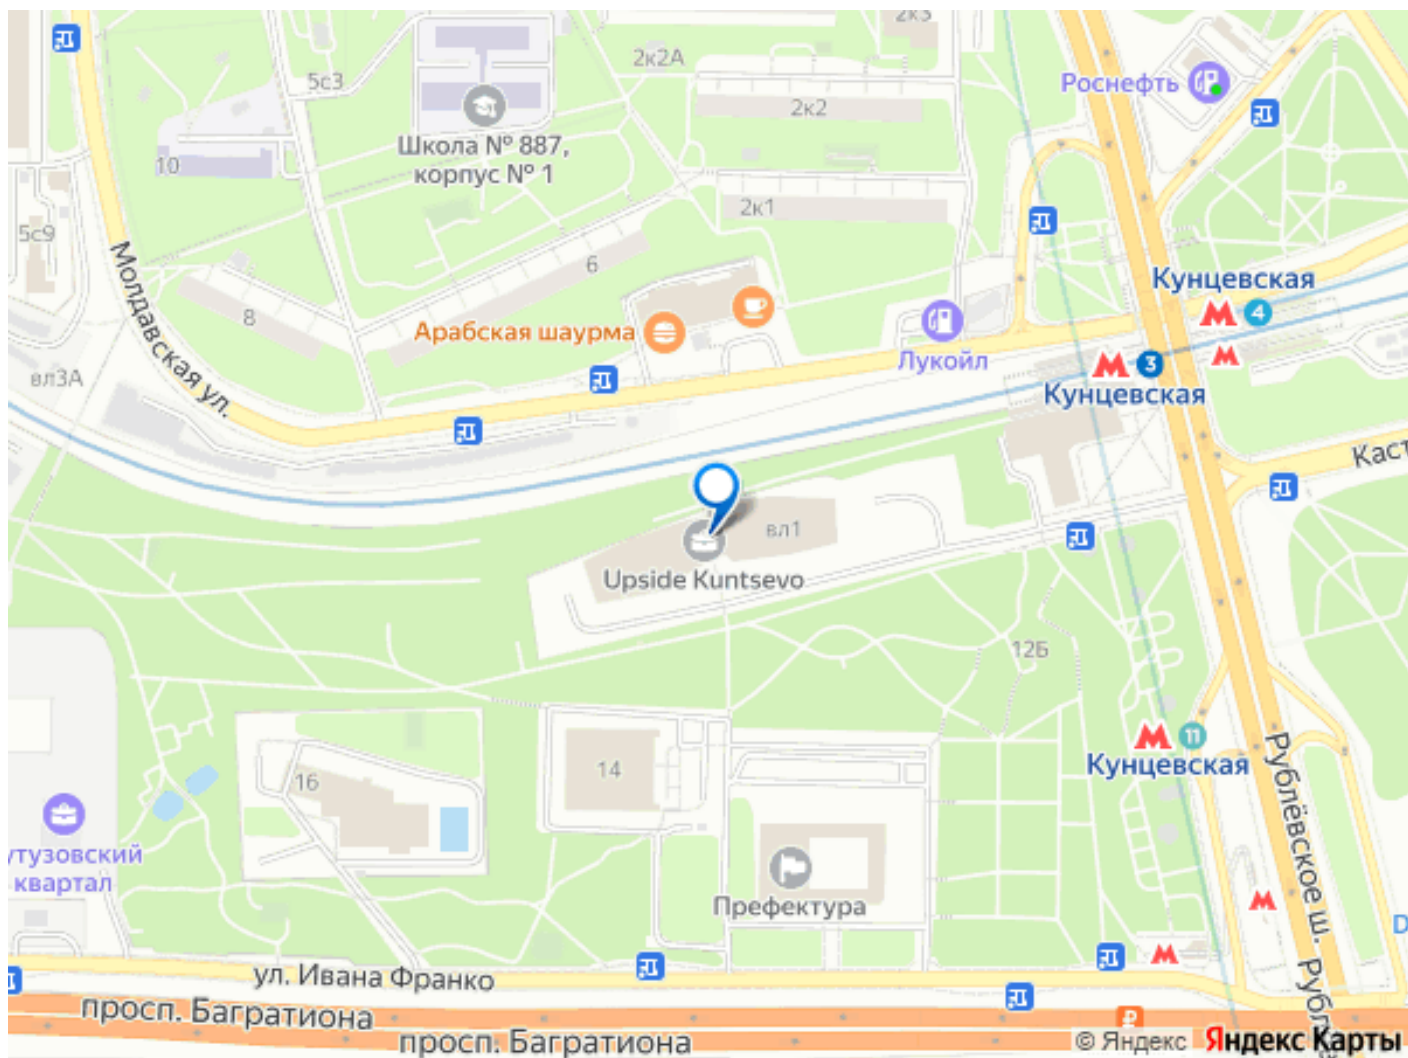 2к3
2к2А
5с3
Роснефть
2к2
Школа № 887,
корпус № 1
10
2к1
5с9
6
Кунцевская
4
8
Молдавская ул.
Арабская шаурма
Лукойл
3
Кунцевская
вл3А
Каст
вл1
Upside Kuntsevo
12Б
11
Кунцевская
14
16
Рублёвское ш.
утузовский
квартал
Префектура
D
ул. Ивана Франко
просп. Багратиона
просп. Багратиона
Рубл
© Яндекс
Яндекс Карты